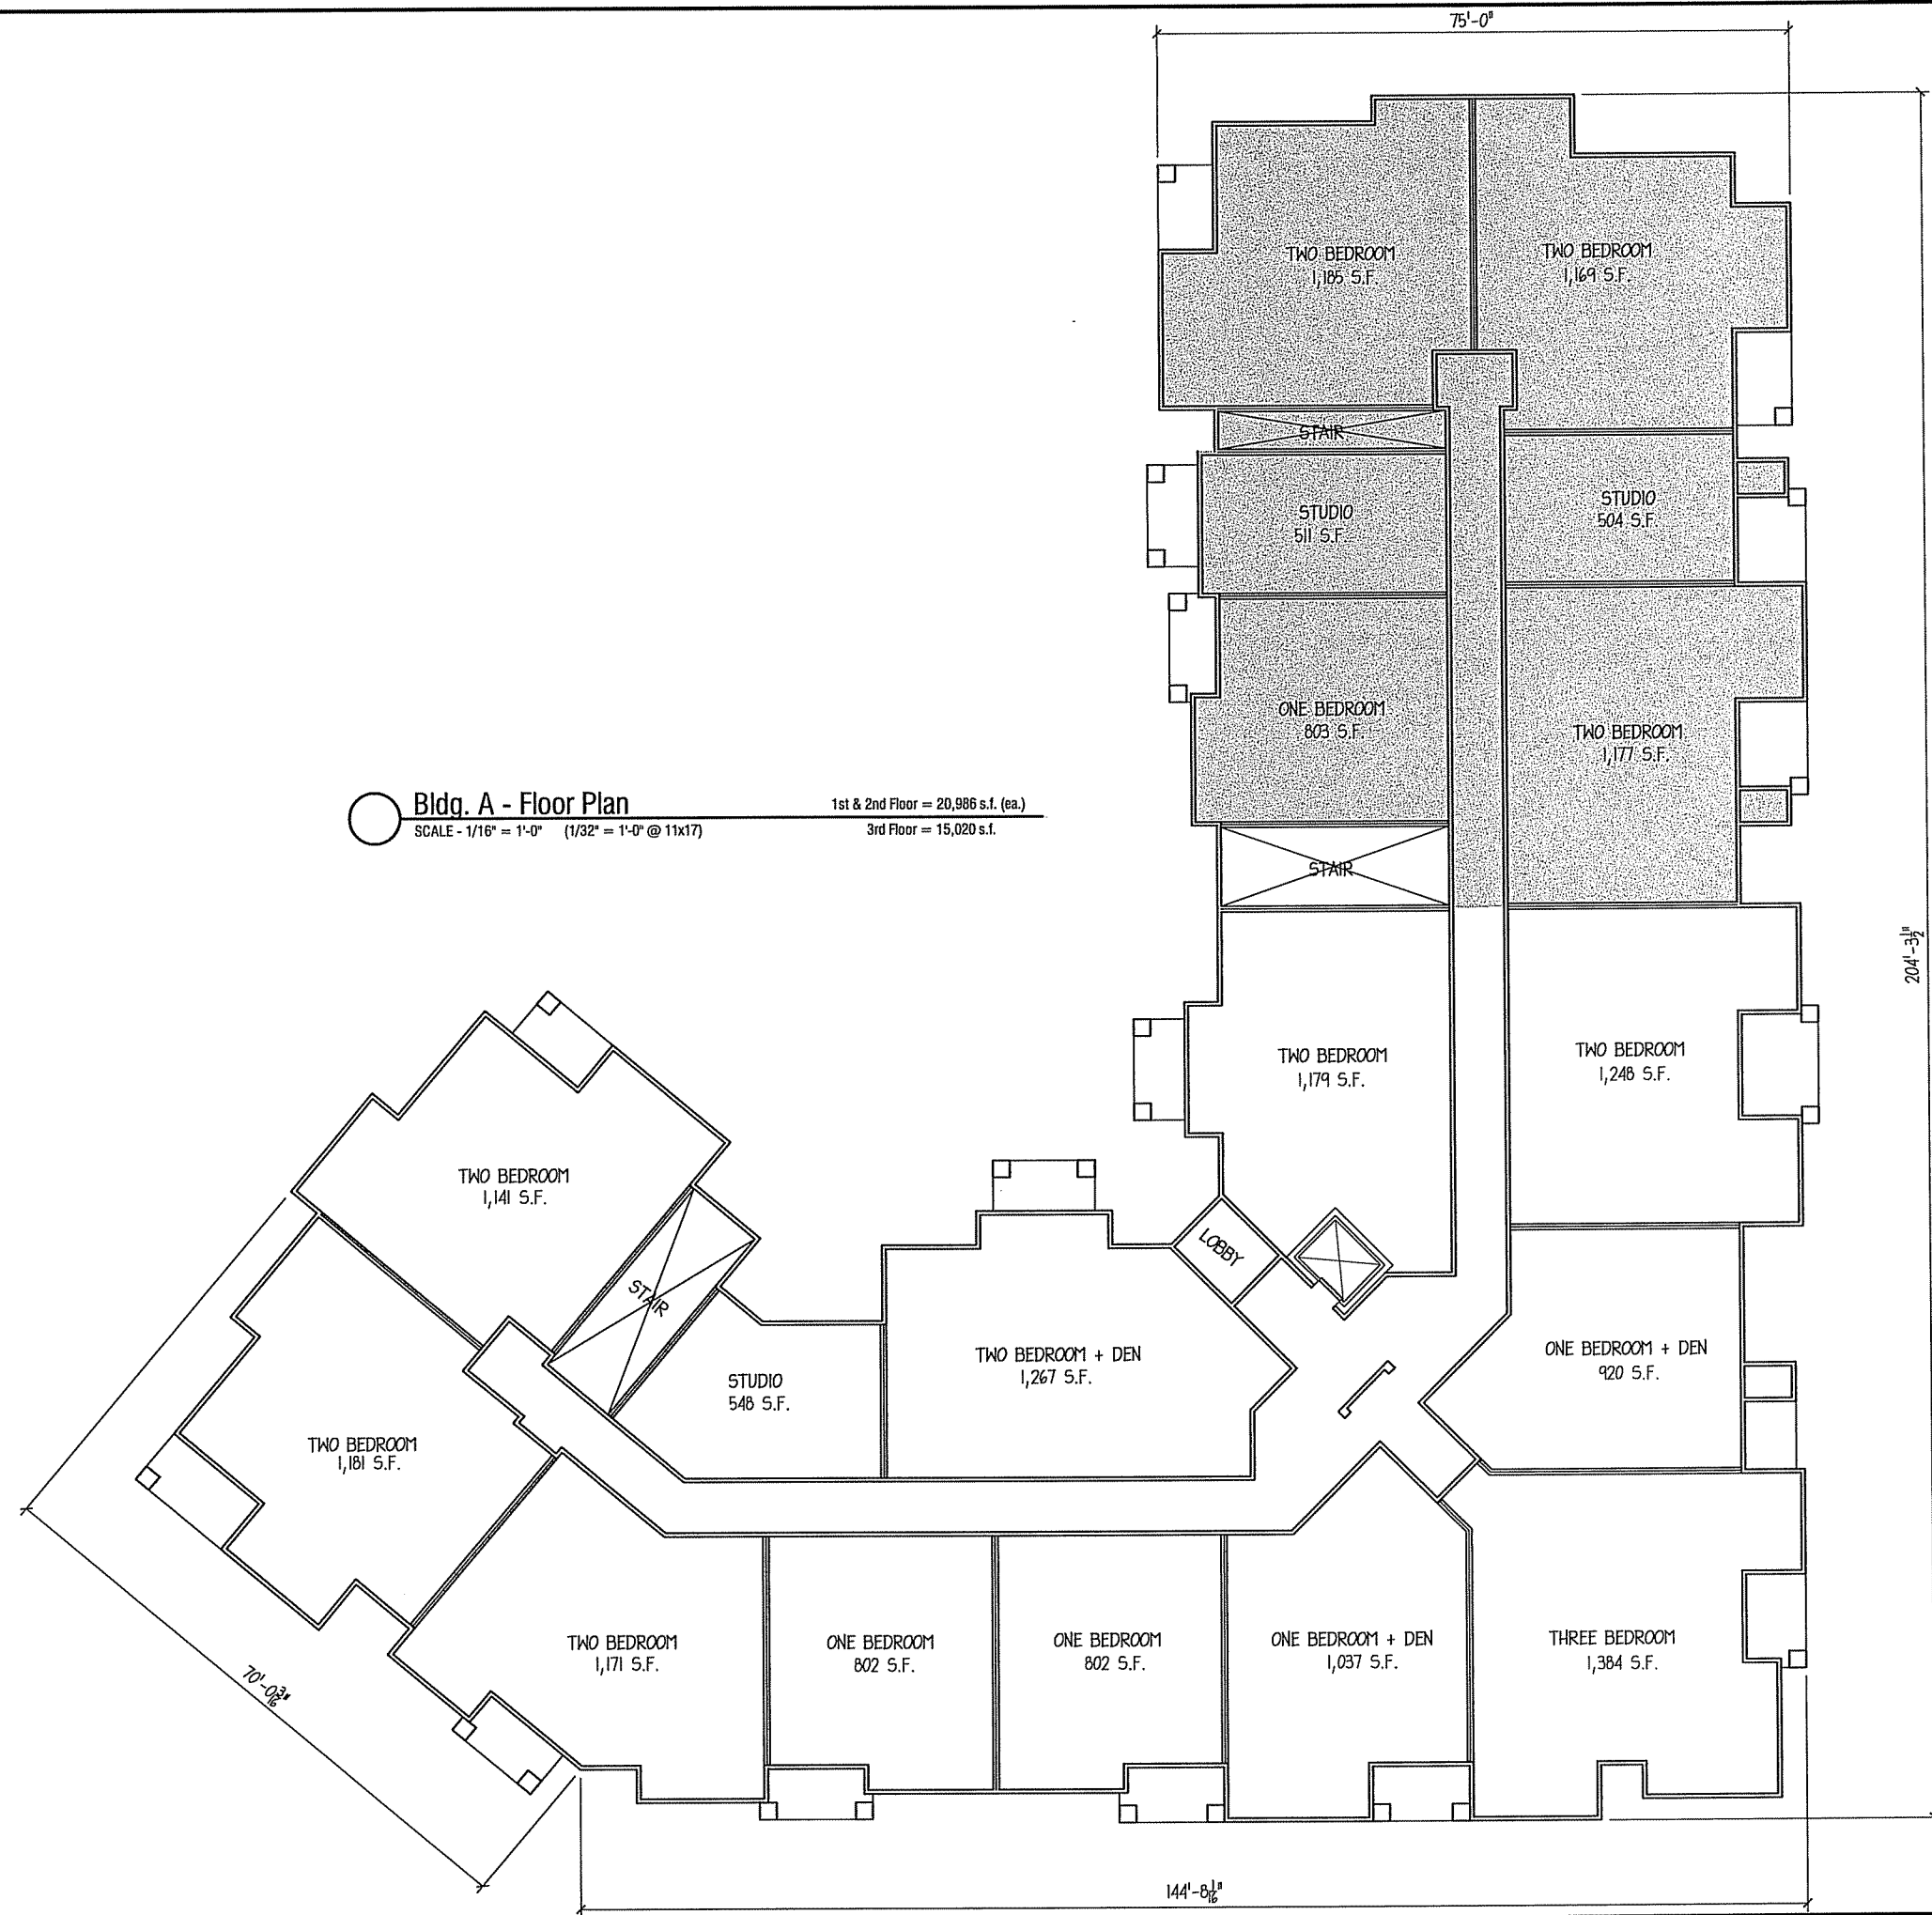 75'-0"
TWO BEDROOM
1,185 S.F.
TWO BEDROOM
1,169 S.F.
STAIR
STUDIO
511 S.F.
STUDIO
504 S.F.
ONE BEDROOM
803 S.F.
TWO BEDROOM
1,177 S.F.
Bldg. A - Floor Plan
1st & 2nd Floor = 20,986 s.f. (ea.)
SCALE - 1/16" = 1'-0" (1/32" = 1'-0" @ 11x17)
3rd Floor = 15,020 s.f.
STAIR
204'-3 1/2"
TWO BEDROOM
1,179 S.F.
TWO BEDROOM
1,248 S.F.
TWO BEDROOM
1,141 S.F.
LOBBY
STAIR
TWO BEDROOM + DEN
1,267 S.F.
ONE BEDROOM + DEN
920 S.F.
STUDIO
548 S.F.
TWO BEDROOM
1,181 S.F.
TWO BEDROOM
1,171 S.F.
ONE BEDROOM
802 S.F.
ONE BEDROOM
802 S.F.
ONE BEDROOM + DEN
1,037 S.F.
THREE BEDROOM
1,384 S.F.
70'-0 3/16"
144'-8 1/16"